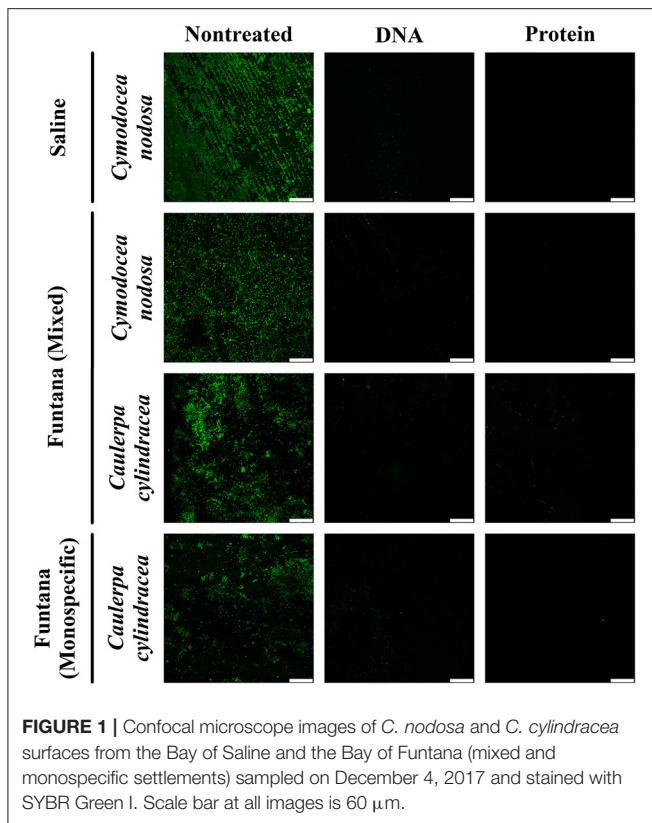 Nontreated DNA Protein
Saline
Cymodocea
nodosa
Funtana (Mixed)
Cymodocea
nodosa
Caulerpa
cylindracea
Funtana
(Monospecific)
Caulerpa
cylindracea
FIGURE 1 | Confocal microscope images of C. nodosa and C. cylindracea
surfaces from the Bay of Saline and the Bay of Funtana (mixed and
monospecific settlements) sampled on December 4, 2017 and stained with
SYBR Green I. Scale bar at all images is 60 μm.